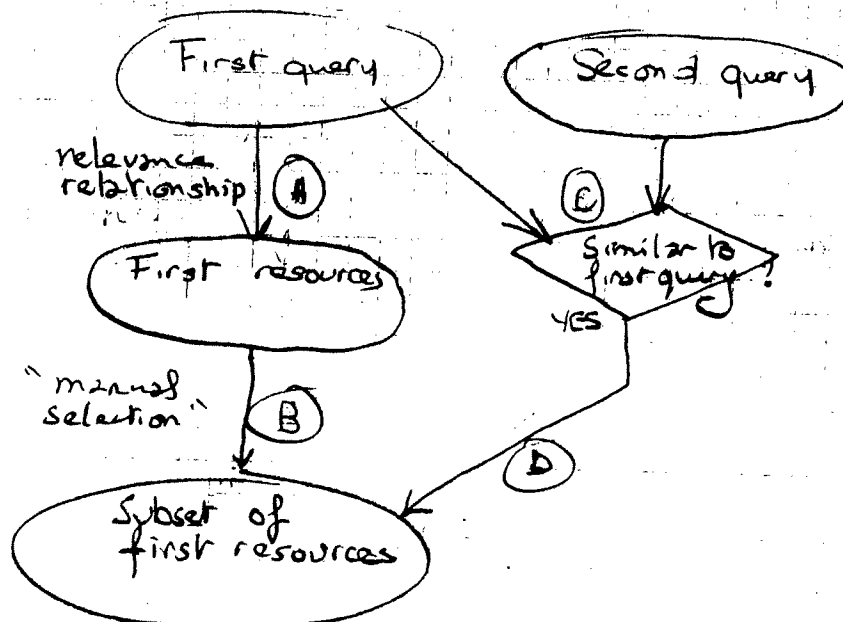 First query
Second query
relevance
relationship
A
C
First resources
Similar to
first query?
YES
"manual
selection"
B
D
Subset of
first resources